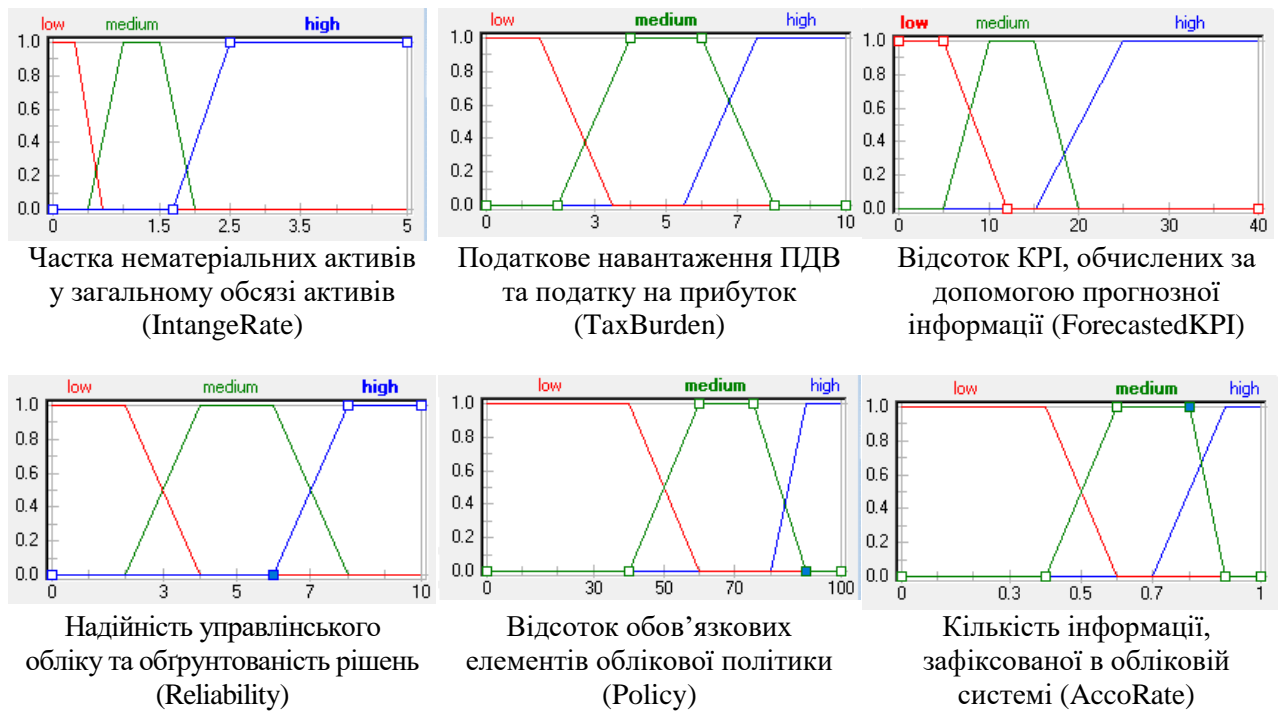 low medium high
1.0
0.8
0.6
0.4
0.2
0.0
0 1.5 2.5 3.5 5
Частка нематеріальних активів
у загальному обсязі активів
(IntangeRate)
low medium high
1.0
0.8
0.6
0.4
0.2
0.0
0 3 5 7 10
Податкове навантаження ПДВ
та податку на прибуток
(TaxBurden)
low medium high
1.0
0.8
0.6
0.4
0.2
0.0
0 10 20 30 40
Відсоток КРІ, обчислених за
допомогою прогнозної
інформації (ForecastedKPI)
low medium high
1.0
0.8
0.6
0.4
0.2
0.0
0 3 5 7 10
Надійність управлінського
обліку та обґрунтованість рішень
(Reliability)
low medium high
1.0
0.8
0.6
0.4
0.2
0.0
0 30 50 70 100
Відсоток обов’язкових
елементів облікової політики
(Policy)
low medium high
1.0
0.8
0.6
0.4
0.2
0.0
0 0.3 0.5 0.7 1
Кількість інформації,
зафіксованої в обліковій
системі (AccoRate)